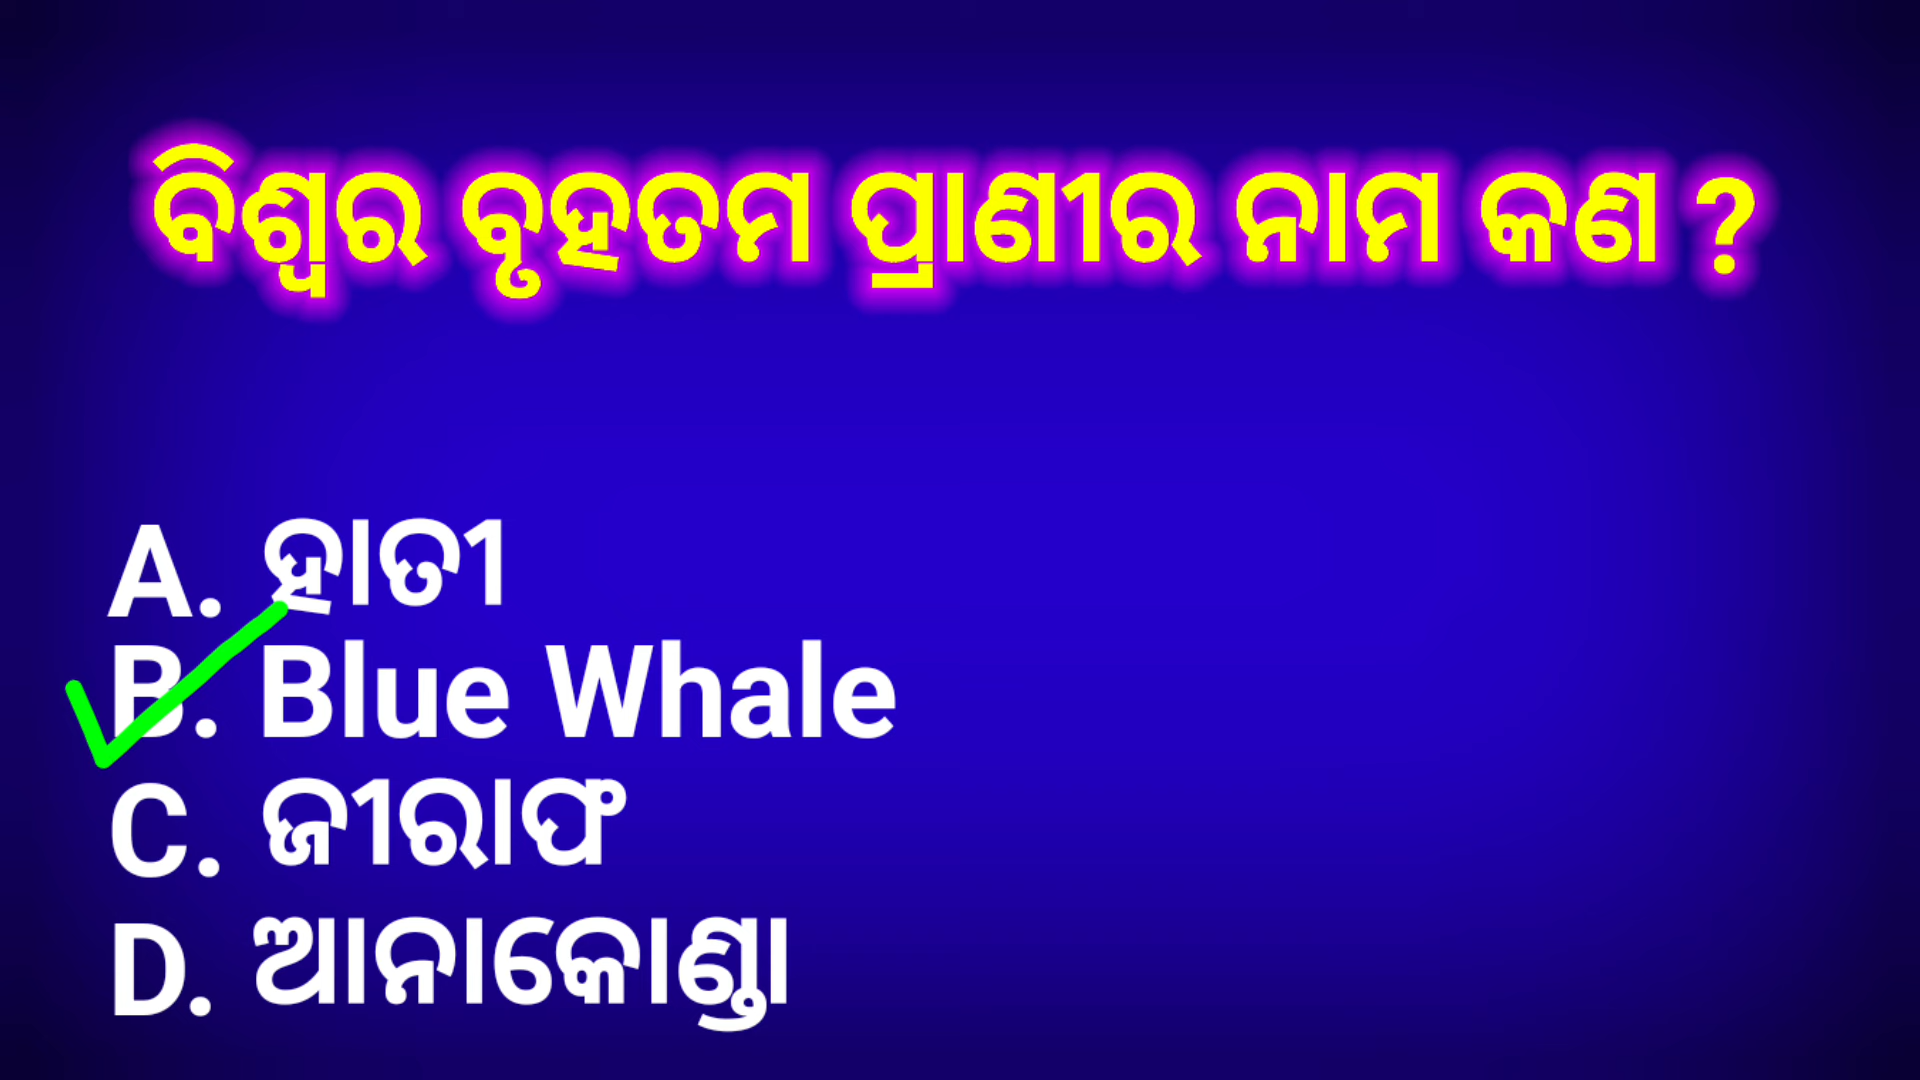 ବିଶ୍ୱର ବୃହତମ ପ୍ରାଣୀର ନାମ କଣ ?
A. ହାତୀ
B. Blue Whale
C. ଜୀରାଫ
D. ଆନାକୋଣ୍ଡା